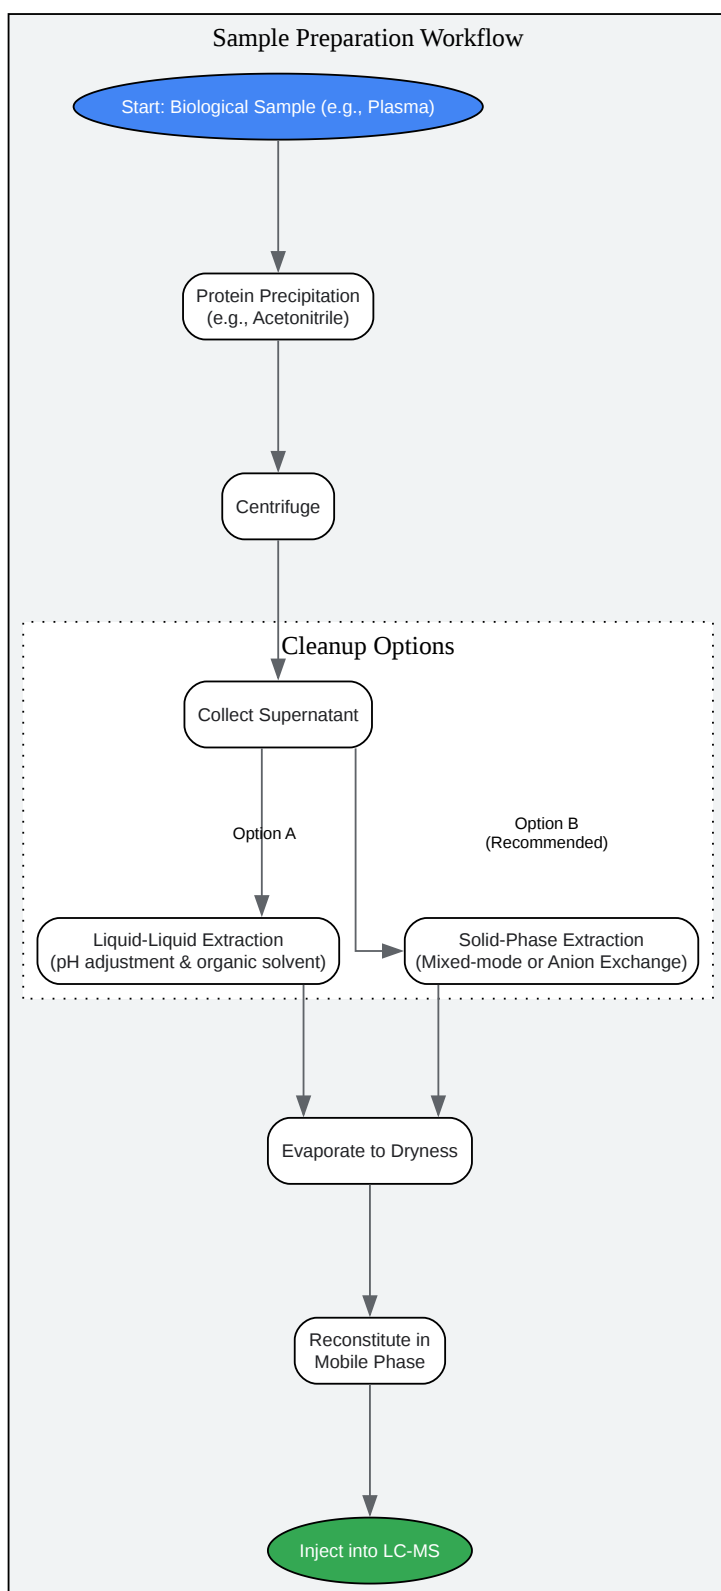 Sample Preparation Workflow
Start: Biological Sample (e.g., Plasma)
Protein Precipitation
(e.g., Acetonitrile)
Centrifuge
Cleanup Options
Collect Supernatant
Option A
Option B
(Recommended)
Liquid-Liquid Extraction
(pH adjustment & organic solvent)
Solid-Phase Extraction
(Mixed-mode or Anion Exchange)
Evaporate to Dryness
Reconstitute in
Mobile Phase
Inject into LC-MS